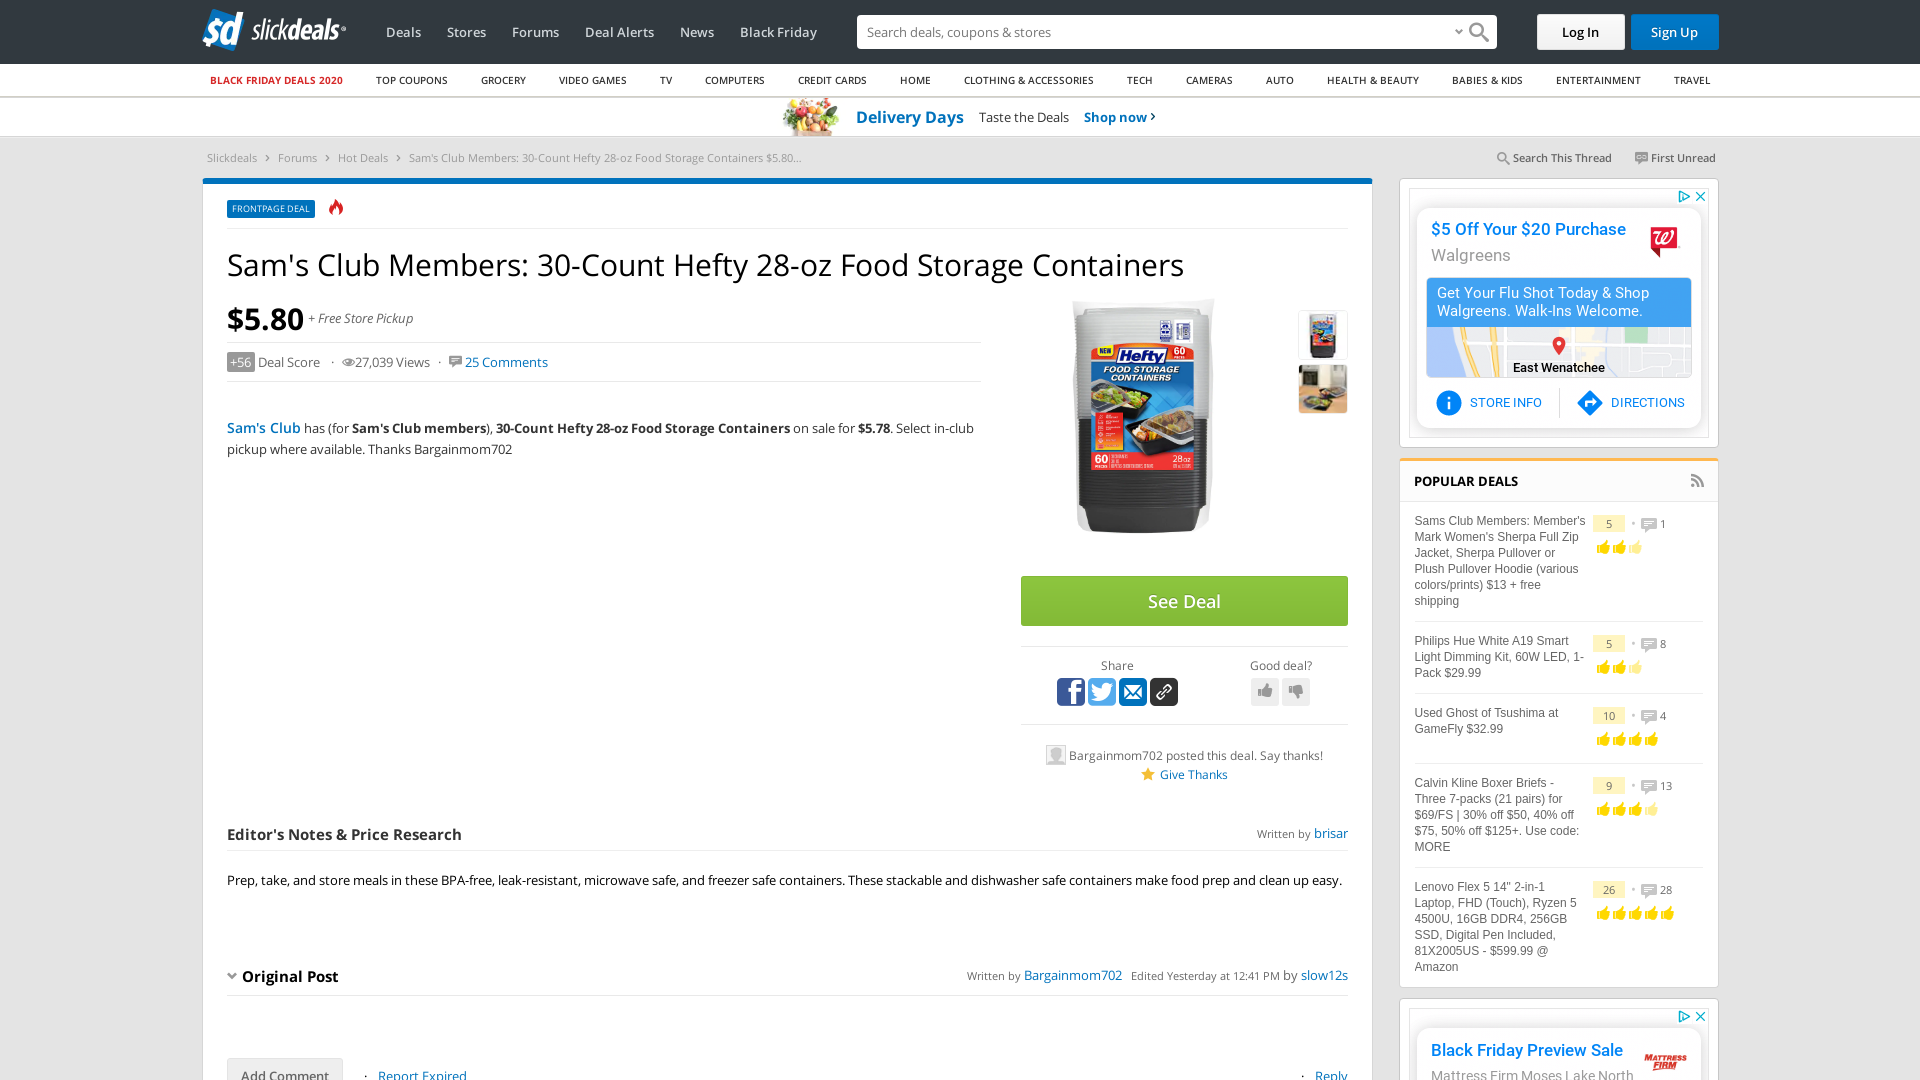 slickdeals
Deals
Stores
Forums
Deal Alerts
News
Black Friday
Search deals, coupons & stores
Log In
Sign Up
BLACK FRIDAY DEALS 2020
TOP COUPONS
GROCERY
VIDEO GAMES
TV
COMPUTERS
CREDIT CARDS
HOME
CLOTHING & ACCESSORIES
TECH
CAMERAS
AUTO
HEALTH & BEAUTY
BABIES & KIDS
ENTERTAINMENT
TRAVEL
Delivery Days Taste the Deals Shop now
Slickdeals > Forums > Hot Deals > Sam's Club Members: 30-Count Hefty 28-oz Food Storage Containers $5.80...
Search This Thread
First Unread
FRONTPAGE DEAL
Sam's Club Members: 30-Count Hefty 28-oz Food Storage Containers
$5.80 + Free Store Pickup
+56 Deal Score · 27,039 Views · 25 Comments
Sam's Club has (for Sam's Club members), 30-Count Hefty 28-oz Food Storage Containers on sale for $5.78. Select in-club
pickup where available. Thanks Bargainmom702
NEW
Hefty
60
FOOD STORAGE
CONTAINERS
60
28 oz
See Deal
Share
Good deal?
Bargainmom702 posted this deal. Say thanks!
Give Thanks
Editor's Notes & Price Research
Written by brisar
Prep, take, and store meals in these BPA-free, leak-resistant, microwave safe, and freezer safe containers. These stackable and dishwasher safe containers make food prep and clean up easy.
Original Post
Written by Bargainmom702 Edited Yesterday at 12:41 PM by slow12s
Add Comment
· Report Expired
· Reply
$5 Off Your $20 Purchase
Walgreens
Get Your Flu Shot Today & Shop
Walgreens. Walk-Ins Welcome.
East Wenatchee
STORE INFO
DIRECTIONS
POPULAR DEALS
Sams Club Members: Member's
Mark Women's Sherpa Full Zip
Jacket, Sherpa Pullover or
Plush Pullover Hoodie (various
colors/prints) $13 + free
shipping
5 • 1
Philips Hue White A19 Smart
Light Dimming Kit, 60W LED, 1-
Pack $29.99
5 • 8
Used Ghost of Tsushima at
GameFly $32.99
10 • 4
Calvin Kline Boxer Briefs -
Three 7-packs (21 pairs) for
$69/FS | 30% off $50, 40% off
$75, 50% off $125+. Use code:
MORE
9 • 13
Lenovo Flex 5 14" 2-in-1
Laptop, FHD (Touch), Ryzen 5
4500U, 16GB DDR4, 256GB
SSD, Digital Pen Included,
81X2005US - $599.99 @
Amazon
26 • 28
Black Friday Preview Sale
MATTRESS
FIRM
Mattress Firm Moses Lake North